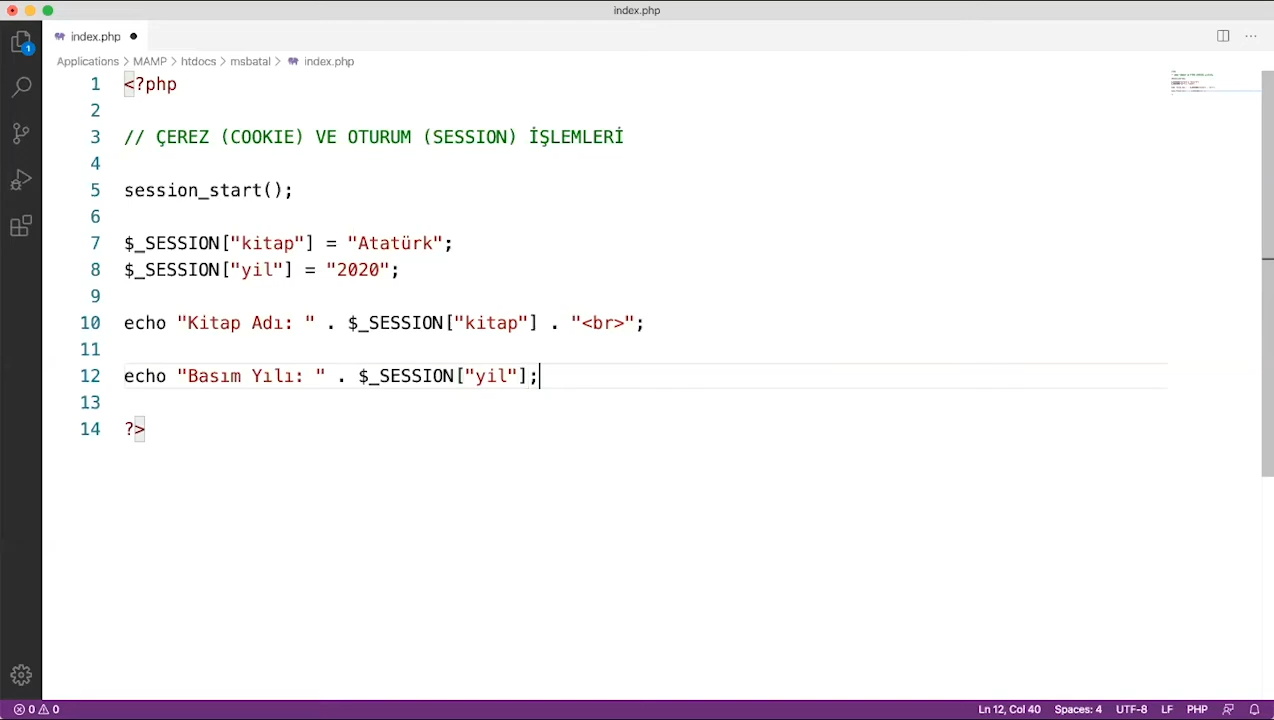 index.php
index.php
Applications > MAMP > htdocs > msbatal > index.php
1 <?php
2
3 // ÇEREZ (COOKIE) VE OTURUM (SESSION) İŞLEMLERİ
4
5 session_start();
6
7 $_SESSION["kitap"] = "Atatürk";
8 $_SESSION["yil"] = "2020";
9
10 echo "Kitap Adı: " . $_SESSION["kitap"] . "<br>";
11
12 echo "Basım Yılı: " . $_SESSION["yil"];
13
14 ?>
1
0 0 Ln 12, Col 40 Spaces: 4 UTF-8 LF PHP